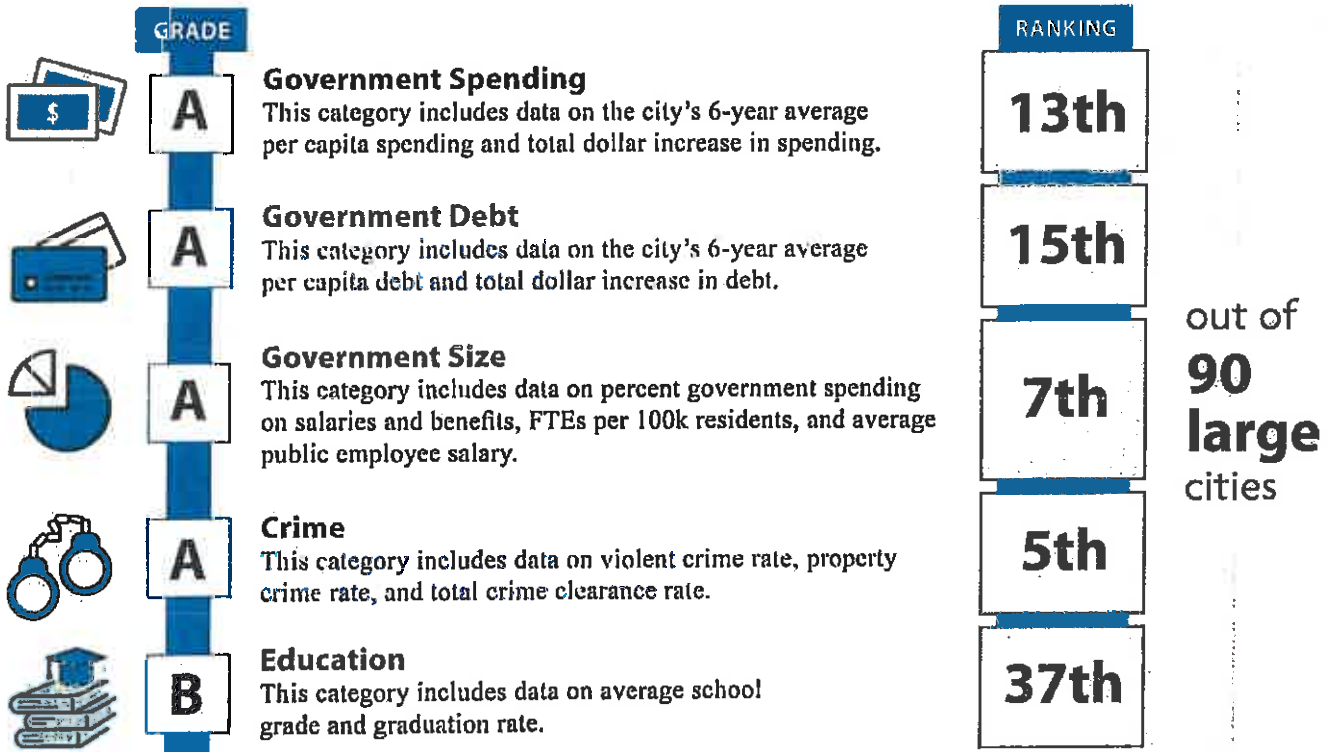 GRADE
RANKING
$
A
Government Spending
This category includes data on the city's 6-year average
per capita spending and total dollar increase in spending.
13th
A
Government Debt
This category includes data on the city's 6-year average
per capita debt and total dollar increase in debt.
15th
A
Government Size
This category includes data on percent government spending
on salaries and benefits, FTEs per 100k residents, and average
public employee salary.
7th
A
Crime
This category includes data on violent crime rate, property
crime rate, and total crime clearance rate.
5th
B
Education
This category includes data on average school
grade and graduation rate.
37th
out of
90
large
cities